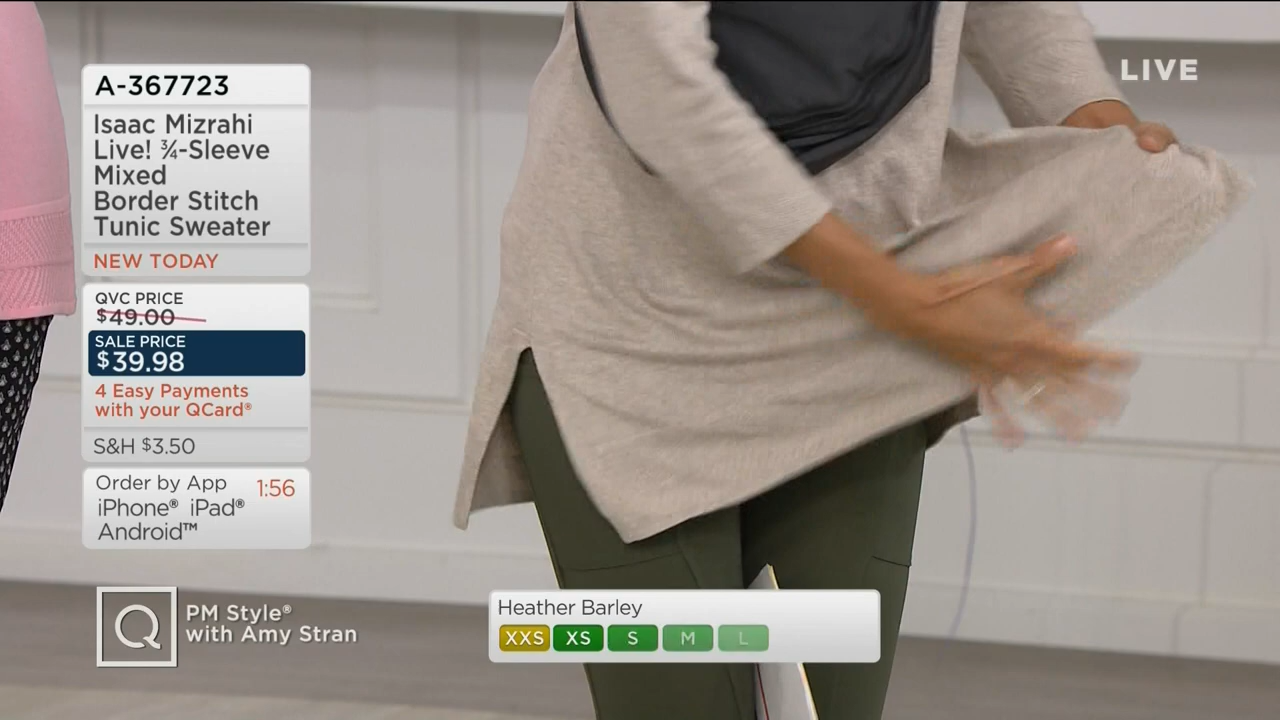 LIVE
A-367723
Isaac Mizrahi
Live! ¾-Sleeve
Mixed
Border Stitch
Tunic Sweater
NEW TODAY
QVC PRICE
$49.00
SALE PRICE
$39.98
4 Easy Payments
with your QCard®
S&H $3.50
Order by App 1:56
iPhone® iPad®
Android™
Q
PM Style®
with Amy Stran
Heather Barley
XXS XS S M L